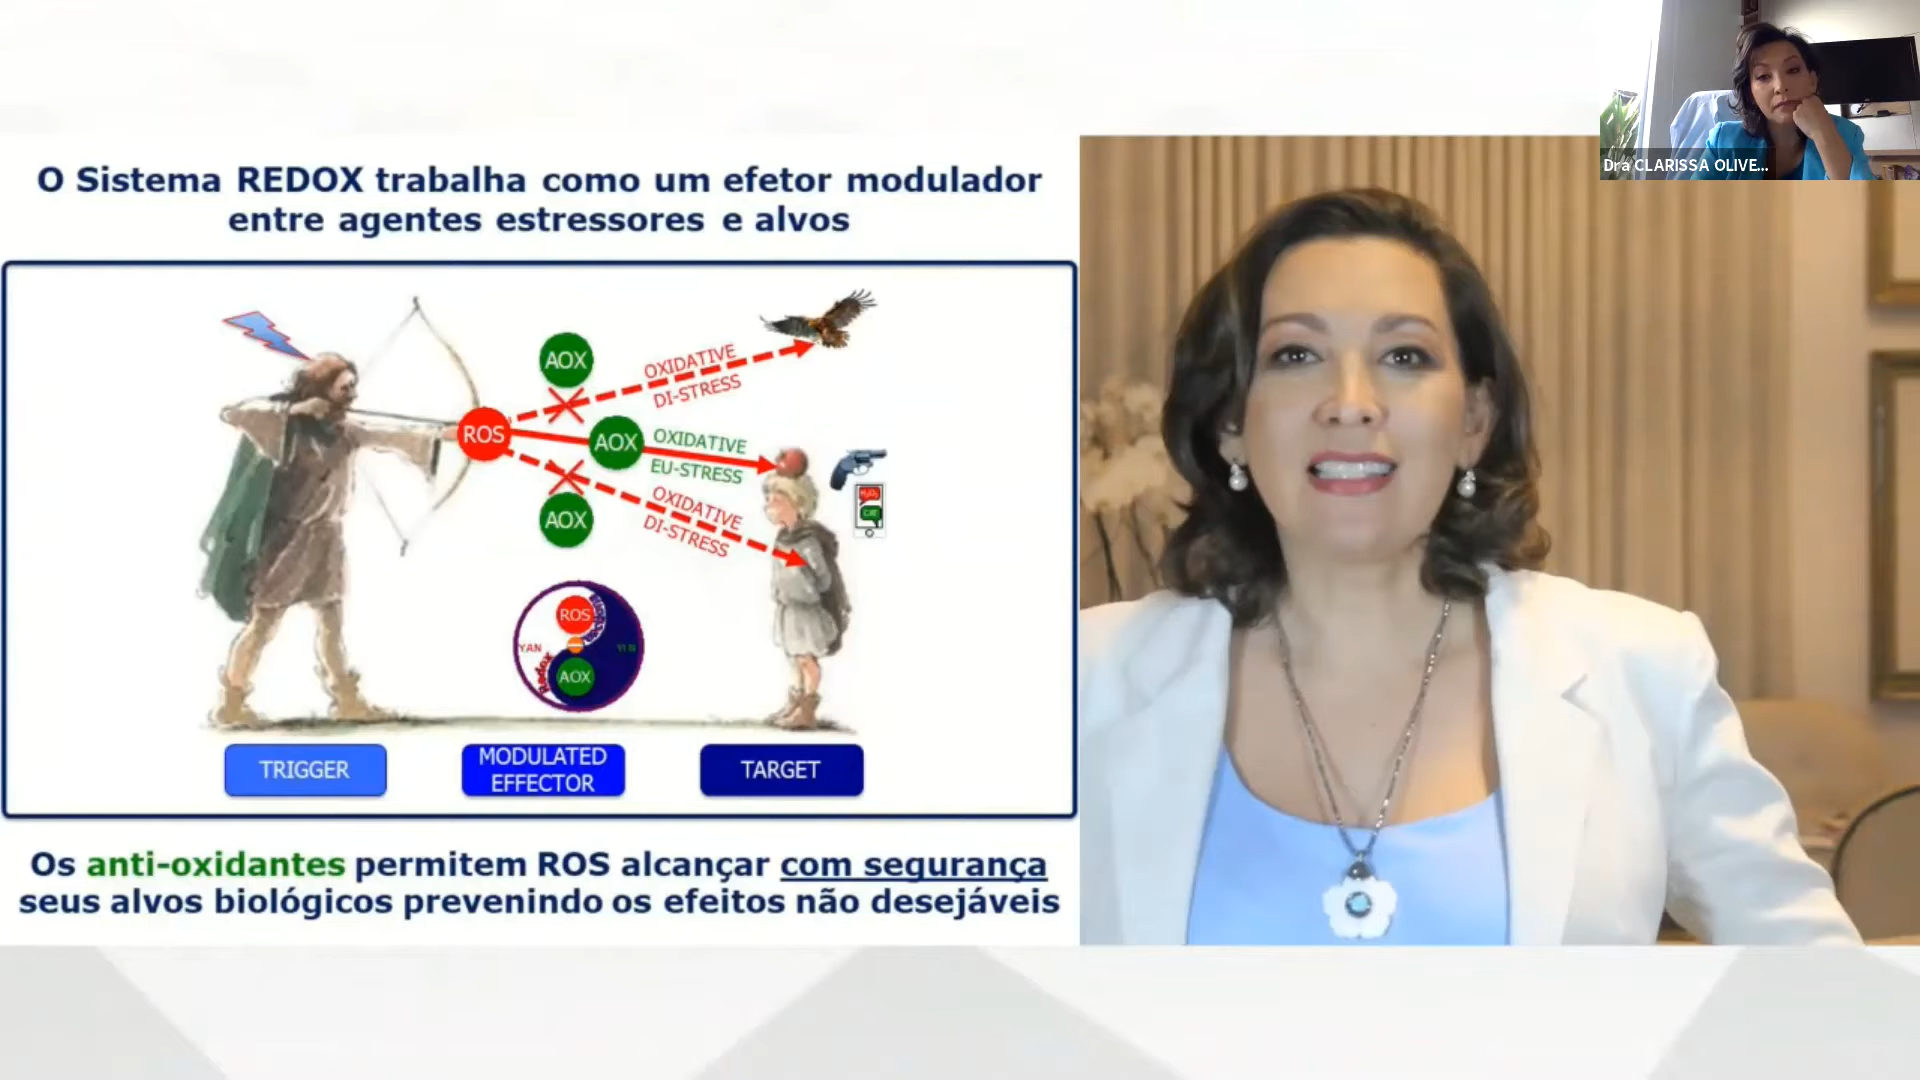 Dra CLARISSA OLIVE...
O Sistema REDOX trabalha como um efetor modulador
entre agentes estressores e alvos
AOX
OXIDATIVE
DI-STRESS
ROS
AOX
OXIDATIVE
EU-STRESS
OXIDATIVE
DI-STRESS
AOX
ROS
YAN
YIN
Redox
AOX
TRIGGER
MODULATED
EFFECTOR
TARGET
Os anti-oxidantes permitem ROS alcançar com segurança
seus alvos biológicos prevenindo os efeitos não desejáveis